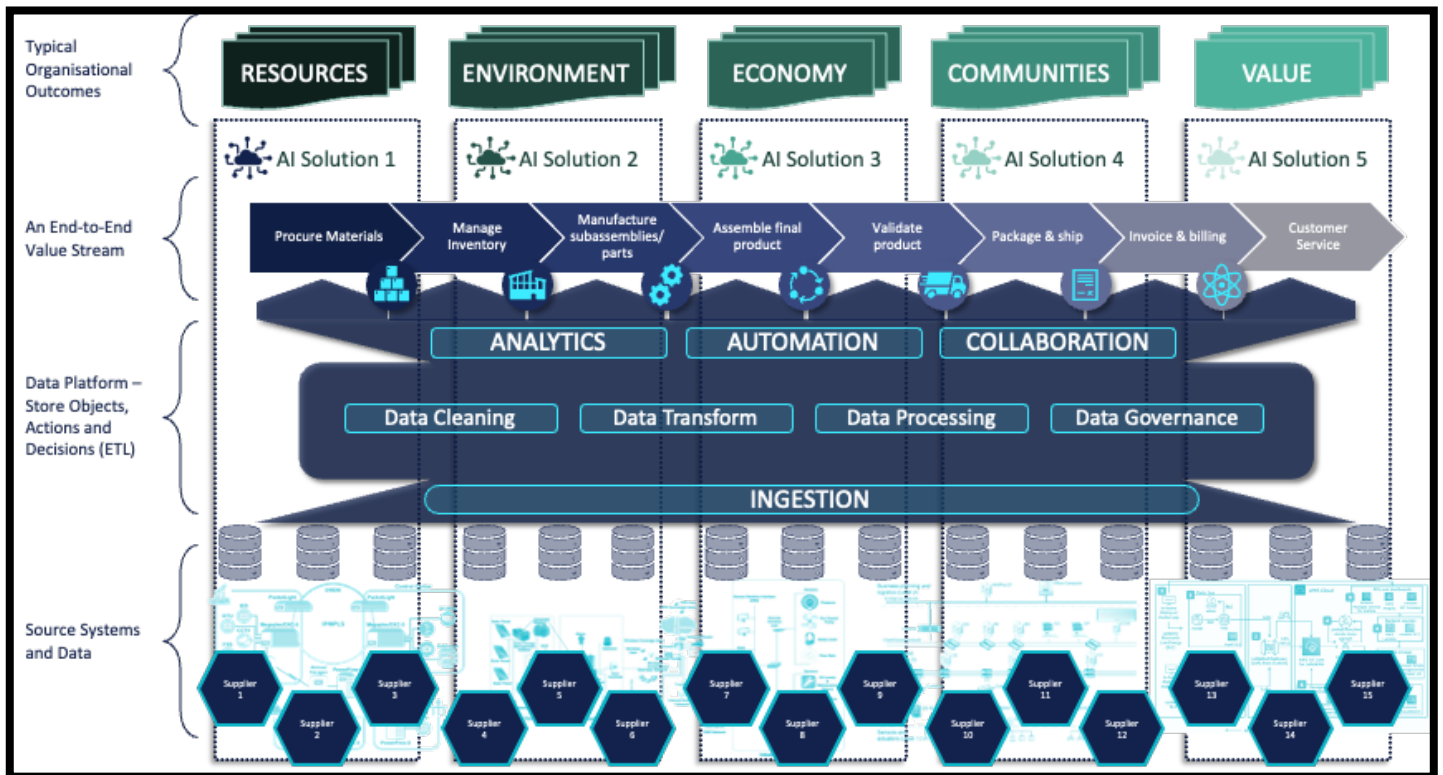 Typical
Organisational
Outcomes
RESOURCES
ENVIRONMENT
ECONOMY
COMMUNITIES
VALUE
AI Solution 1
AI Solution 2
AI Solution 3
AI Solution 4
AI Solution 5
An End-to-End
Value Stream
Procure Materials
Manage
Inventory
Manufacture
subassemblies/
parts
Assemble final
product
Validate
product
Package & ship
Invoice & billing
Customer
Service
ANALYTICS
AUTOMATION
COLLABORATION
Data Platform –
Store Objects,
Actions and
Decisions (ETL)
Data Cleaning
Data Transform
Data Processing
Data Governance
INGESTION
Source Systems
and Data
Supplier
1
Supplier
2
Supplier
3
Supplier
4
Supplier
5
Supplier
6
Supplier
7
Supplier
8
Supplier
9
Supplier
10
Supplier
11
Supplier
12
Supplier
13
Supplier
14
Supplier
15